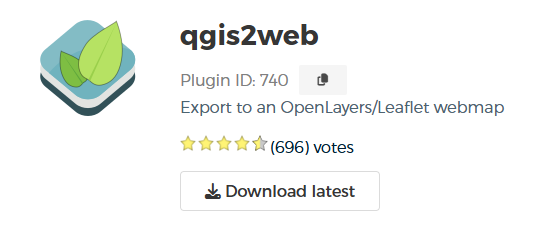 qgis2web
Plugin ID: 740
Export to an OpenLayers/Leaflet webmap
(696) votes
Download latest